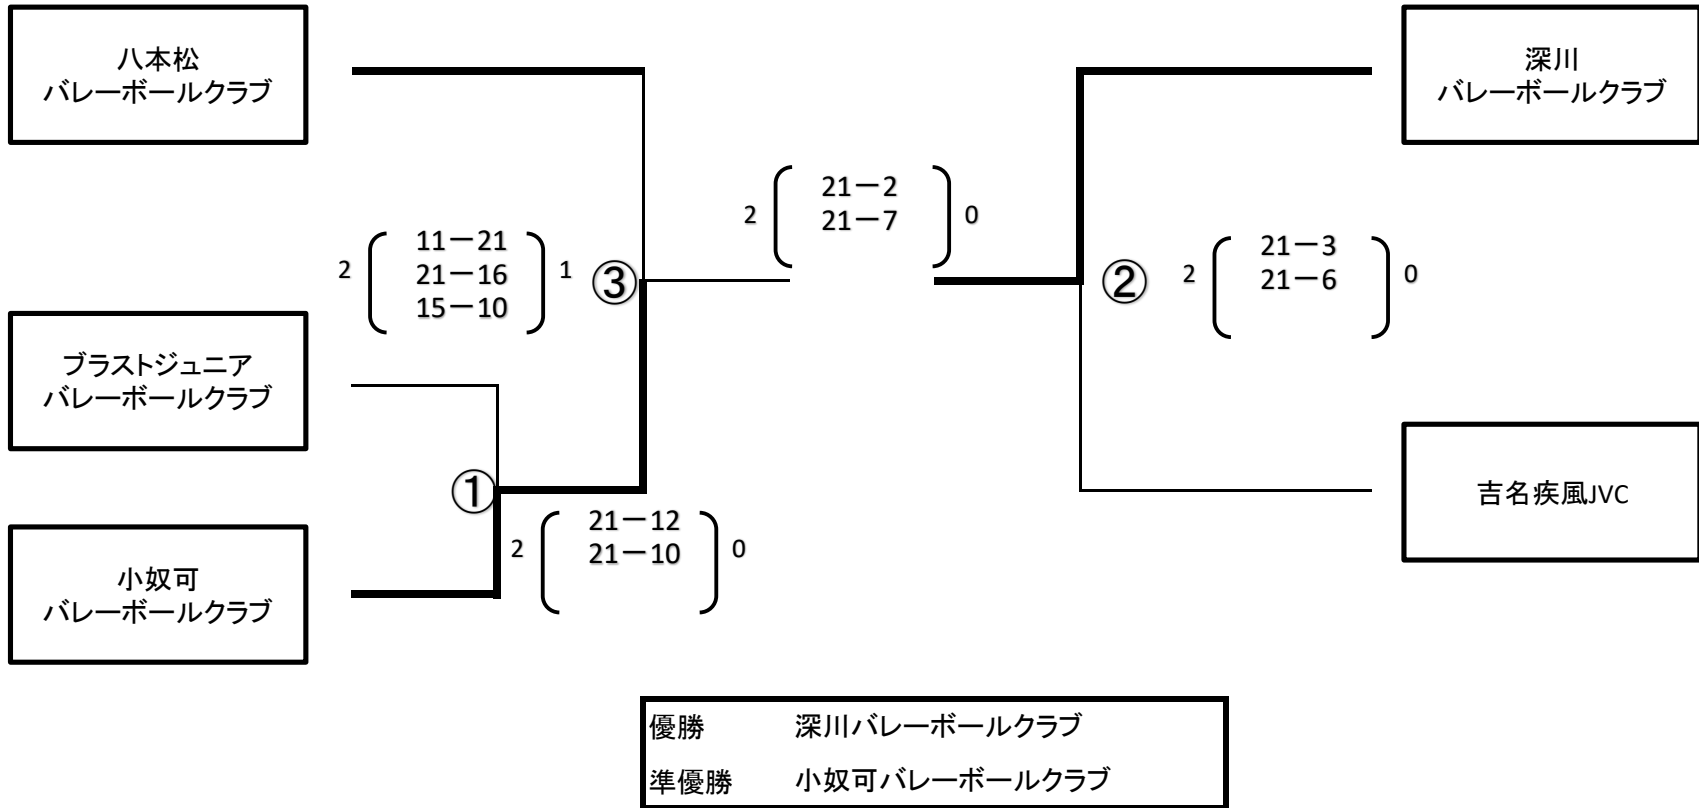 八本松
バレーボールクラブ
深川
バレーボールクラブ
2
21－2
21－7
0
2
11－21
21－16
15－10
1
③
②
2
21－3
21－6
0
ブラストジュニア
バレーボールクラブ
①
2
21－12
21－10
0
吉名疾風JVC
小奴可
バレーボールクラブ
優勝 深川バレーボールクラブ
準優勝 小奴可バレーボールクラブ